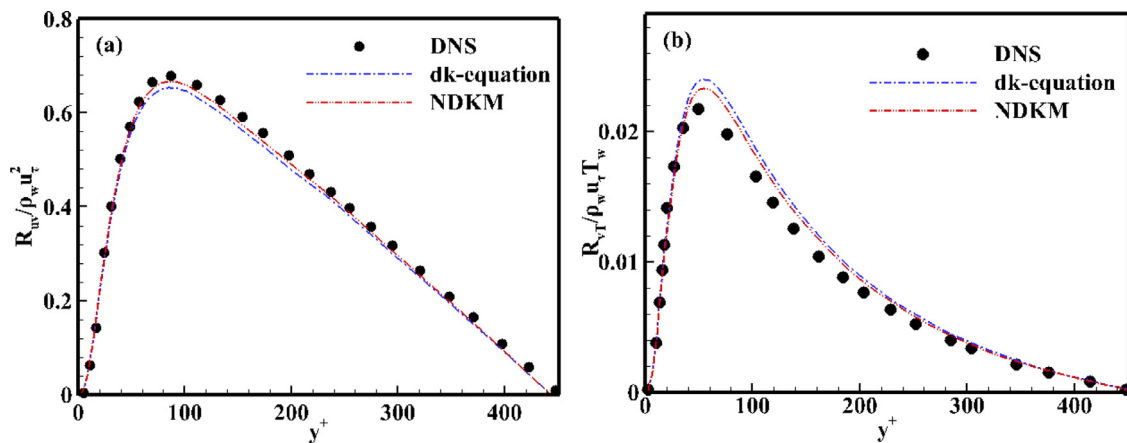 (a)
DNS
dk-equation
NDKM
R_uv/ρ_w u_τ^2
0.8
0.6
0.4
0.2
0
0 100 200 300 400
y+
(b)
DNS
dk-equation
NDKM
R_vT/ρ_w u_τ T_w
0.02
0.01
0
0 100 200 300 400
y+